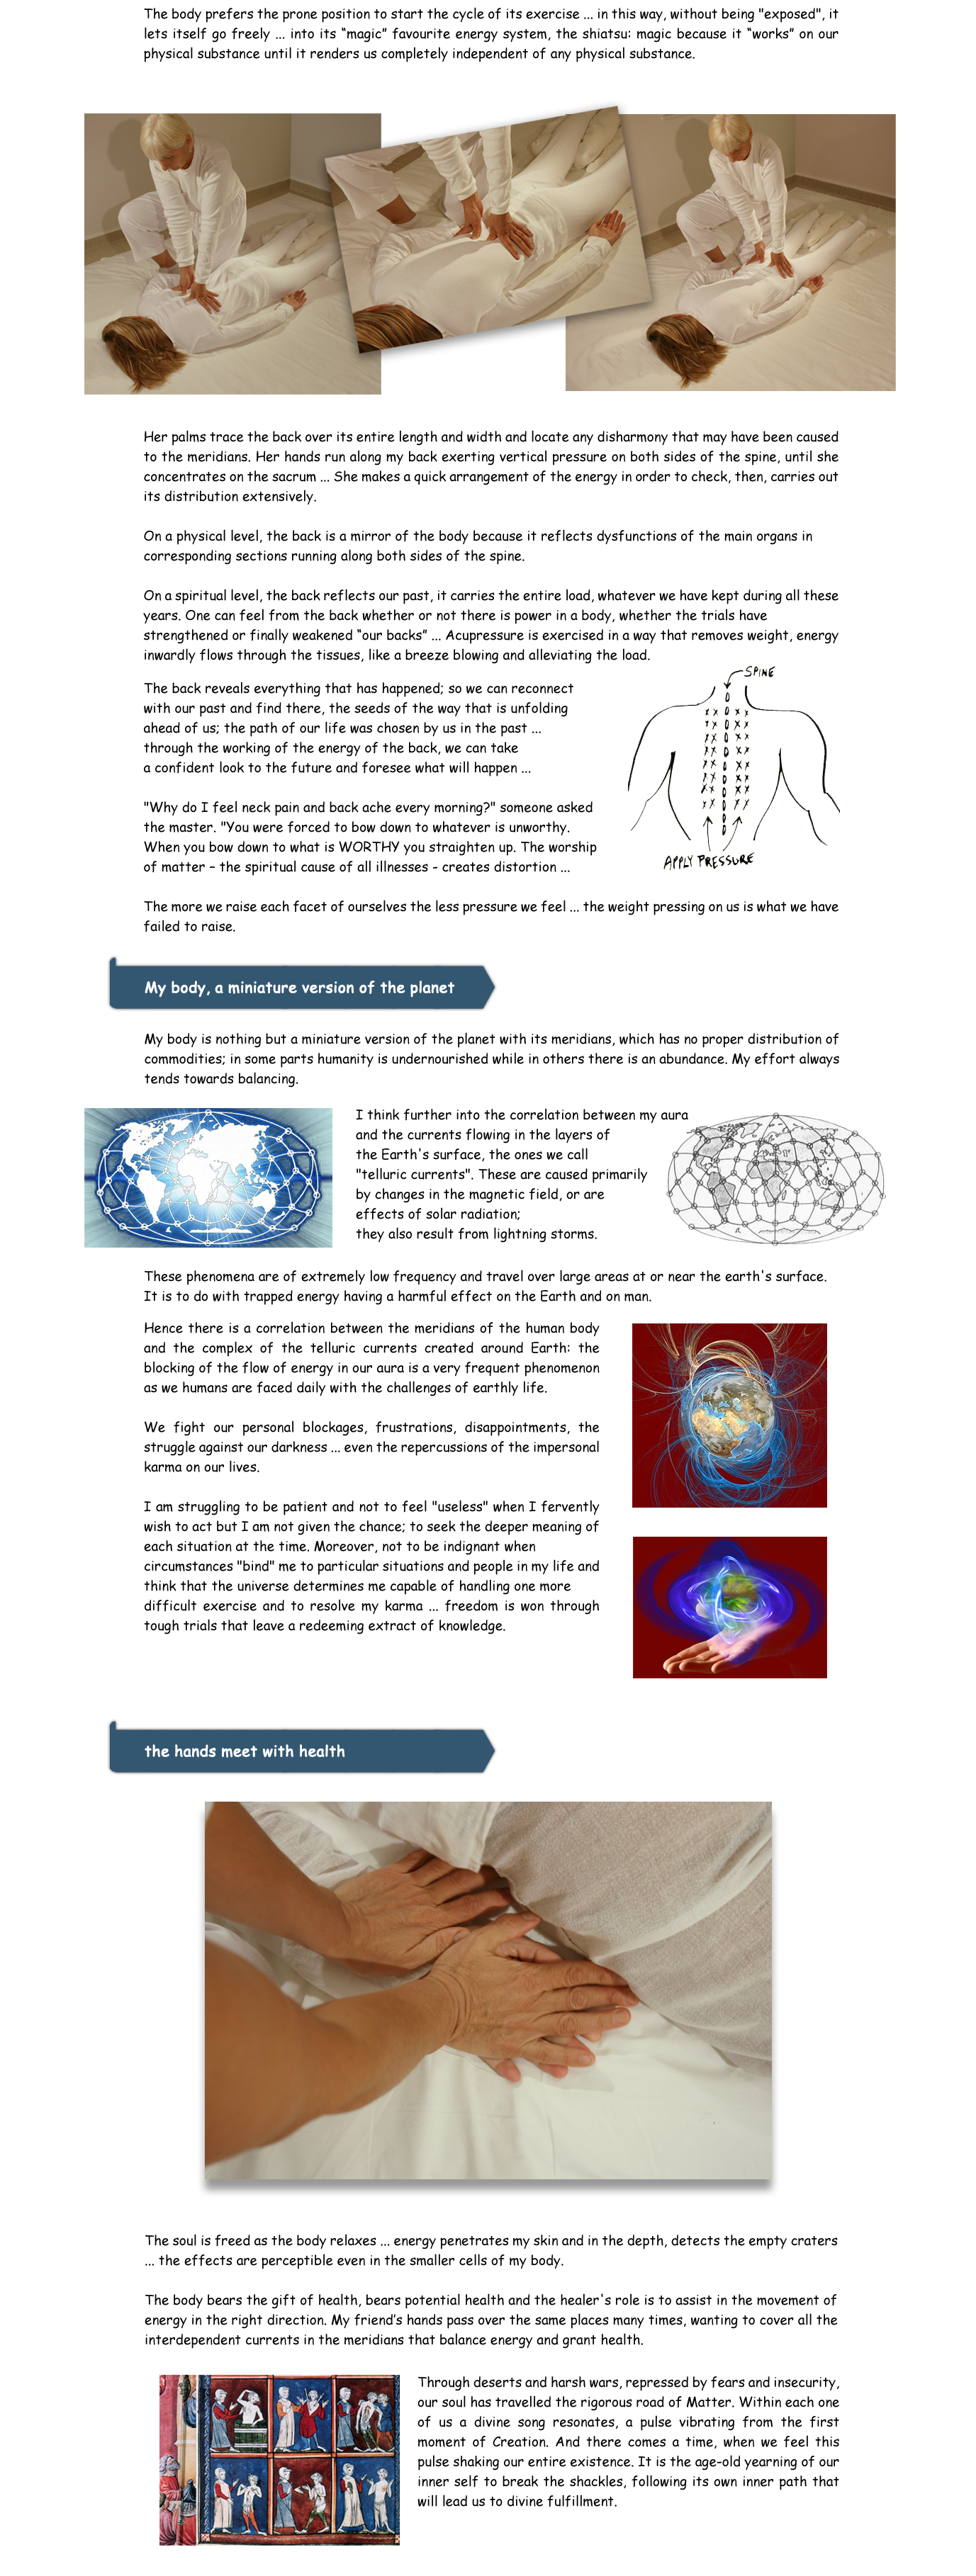 The body prefers the prone position to start the cycle of its exercise ... in this way, without being "exposed", it
lets itself go freely ... into its “magic” favourite energy system, the shiatsu: magic because it “works” on our
physical substance until it renders us completely independent of any physical substance.
Her palms trace the back over its entire length and width and locate any disharmony that may have been caused
to the meridians. Her hands run along my back exerting vertical pressure on both sides of the spine, until she
concentrates on the sacrum ... She makes a quick arrangement of the energy in order to check, then, carries out
its distribution extensively.
On a physical level, the back is a mirror of the body because it reflects dysfunctions of the main organs in
corresponding sections running along both sides of the spine.
On a spiritual level, the back reflects our past, it carries the entire load, whatever we have kept during all these
years. One can feel from the back whether or not there is power in a body, whether the trials have
strengthened or finally weakened “our backs” ... Acupressure is exercised in a way that removes weight, energy
inwardly flows through the tissues, like a breeze blowing and alleviating the load.
The back reveals everything that has happened; so we can reconnect
with our past and find there, the seeds of the way that is unfolding
ahead of us; the path of our life was chosen by us in the past ...
through the working of the energy of the back, we can take
a confident look to the future and foresee what will happen ...
"Why do I feel neck pain and back ache every morning?" someone asked
the master. "You were forced to bow down to whatever is unworthy.
When you bow down to what is WORTHY you straighten up. The worship
of matter – the spiritual cause of all illnesses - creates distortion ...
SPINE
APPLY PRESSURE
The more we raise each facet of ourselves the less pressure we feel ... the weight pressing on us is what we have
failed to raise.
My body, a miniature version of the planet
My body is nothing but a miniature version of the planet with its meridians, which has no proper distribution of
commodities; in some parts humanity is undernourished while in others there is an abundance. My effort always
tends towards balancing.
I think further into the correlation between my aura
and the currents flowing in the layers of
the Earth's surface, the ones we call
"telluric currents". These are caused primarily
by changes in the magnetic field, or are
effects of solar radiation;
they also result from lightning storms.
These phenomena are of extremely low frequency and travel over large areas at or near the earth's surface.
It is to do with trapped energy having a harmful effect on the Earth and on man.
Hence there is a correlation between the meridians of the human body
and the complex of the telluric currents created around Earth: the
blocking of the flow of energy in our aura is a very frequent phenomenon
as we humans are faced daily with the challenges of earthly life.
We fight our personal blockages, frustrations, disappointments, the
struggle against our darkness ... even the repercussions of the impersonal
karma on our lives.
I am struggling to be patient and not to feel "useless" when I fervently
wish to act but I am not given the chance; to seek the deeper meaning of
each situation at the time. Moreover, not to be indignant when
circumstances "bind" me to particular situations and people in my life and
think that the universe determines me capable of handling one more
difficult exercise and to resolve my karma ... freedom is won through
tough trials that leave a redeeming extract of knowledge.
the hands meet with health
The soul is freed as the body relaxes ... energy penetrates my skin and in the depth, detects the empty craters
... the effects are perceptible even in the smaller cells of my body.
The body bears the gift of health, bears potential health and the healer's role is to assist in the movement of
energy in the right direction. My friend’s hands pass over the same places many times, wanting to cover all the
interdependent currents in the meridians that balance energy and grant health.
Through deserts and harsh wars, repressed by fears and insecurity,
our soul has travelled the rigorous road of Matter. Within each one
of us a divine song resonates, a pulse vibrating from the first
moment of Creation. And there comes a time, when we feel this
pulse shaking our entire existence. It is the age-old yearning of our
inner self to break the shackles, following its own inner path that
will lead us to divine fulfillment.